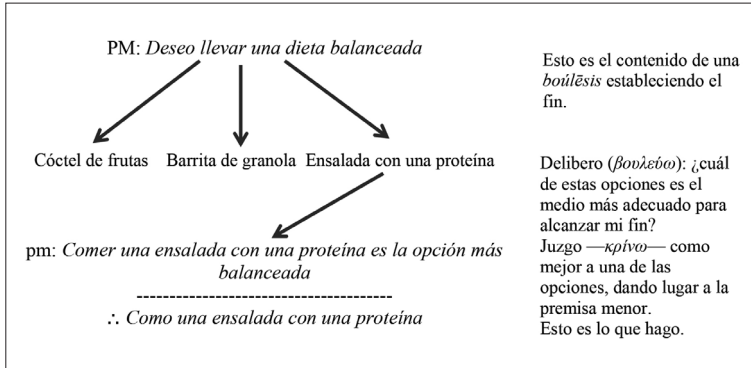 PM: Deseo llevar una dieta balanceada
Cóctel de frutas
Barrita de granola
Ensalada con una proteína
pm: Comer una ensalada con una proteína es la opción más
balanceada
------------------------------------------
∴ Como una ensalada con una proteína
Esto es el contenido de una
boúlēsis estableciendo el
fin.
Delibero (βουλεύω): ¿cuál
de estas opciones es el
medio más adecuado para
alcanzar mi fin?
Juzgo —κρίνω— como
mejor a una de las
opciones, dando lugar a la
premisa menor.
Esto es lo que hago.